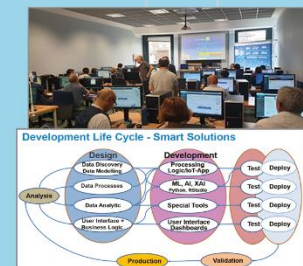 Development Life Cycle - Smart Solutions
Design
Development
Data Discovery
Data Modelling
Processing
Logic/IoT-App
Test
Deploy
Analysis
Data Processes
ML, AI, XAI
Python, RStudio
Test
Deploy
Data Analytic
Special Tools
Test
Deploy
User Interface +
Business Logic
User Interface
Dashboards
Test
Deploy
Production
Validation